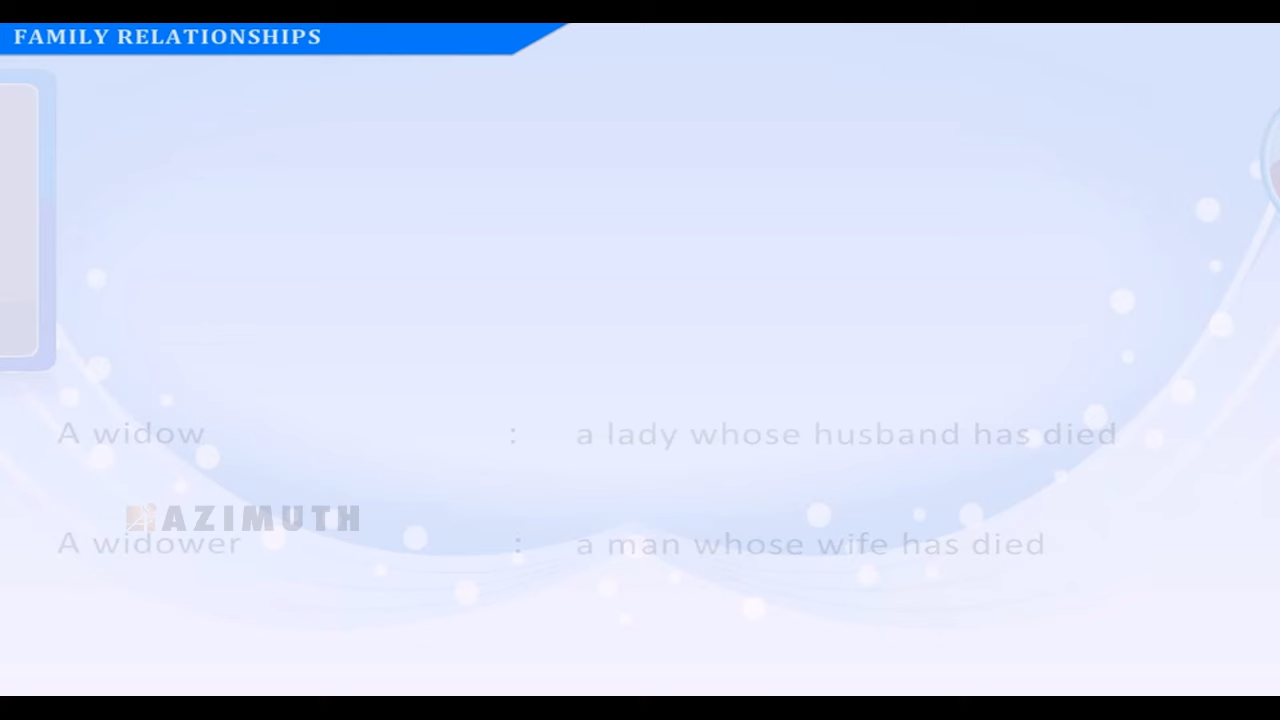 FAMILY RELATIONSHIPS
A widow : a lady whose husband has died
AZIMUTH
A widower : a man whose wife has died